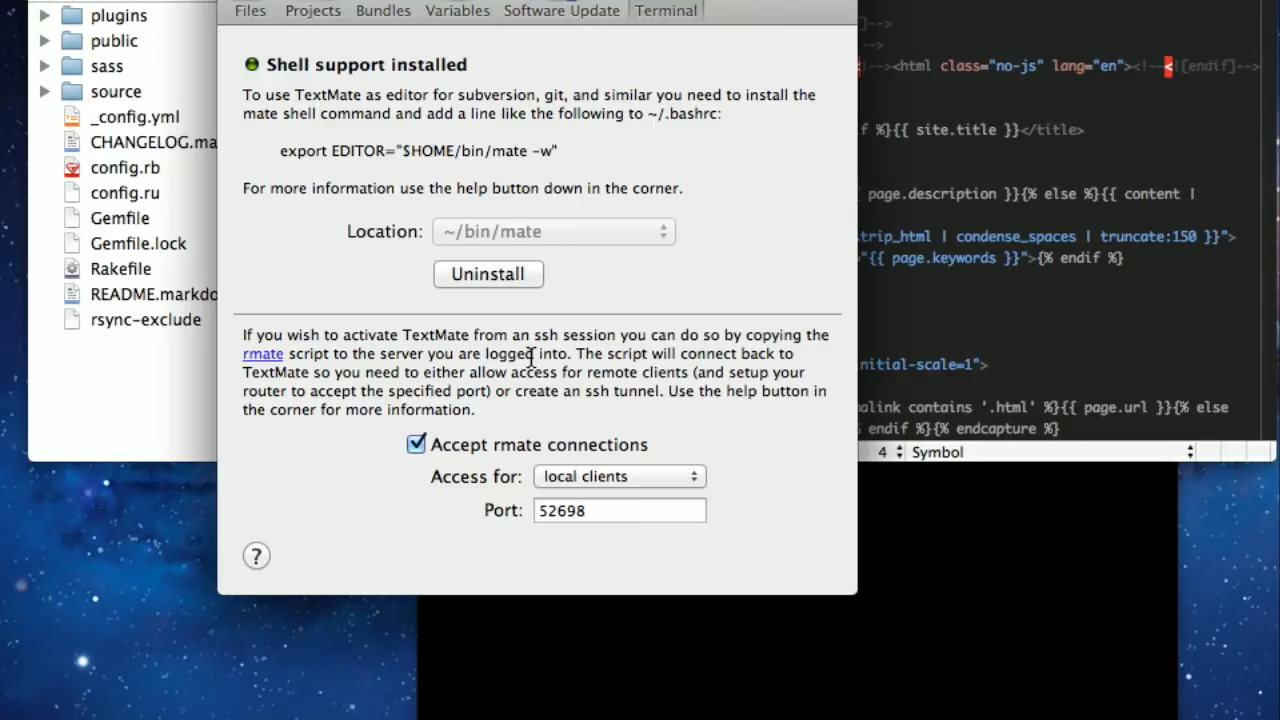 Files Projects Bundles Variables Software Update Terminal
plugins
public
sass
source
_config.yml
CHANGELOG.ma
config.rb
config.ru
Gemfile
Gemfile.lock
Rakefile
README.markdo
rsync-exclude
Shell support installed
To use TextMate as editor for subversion, git, and similar you need to install the
mate shell command and add a line like the following to ~/.bashrc:
export EDITOR="$HOME/bin/mate -w"
For more information use the help button down in the corner.
Location: ~/bin/mate
Uninstall
If you wish to activate TextMate from an ssh session you can do so by copying the
rmate script to the server you are logged into. The script will connect back to
TextMate so you need to either allow access for remote clients (and setup your
router to accept the specified port) or create an ssh tunnel. Use the help button in
the corner for more information.
Accept rmate connections
Access for: local clients
Port: 52698
?
]-->
-->
!--><html class="no-js" lang="en"><!--<![endif]-->
f %}{{ site.title }}</title>
page.description }}{% else %}{{ content |
trip_html | condense_spaces | truncate:150 }}">
"{{ page.keywords }}">{% endif %}
nitial-scale=1">
alink contains '.html' %}{{ page.url }}{% else
% endif %}{% endcapture %}
4 Symbol